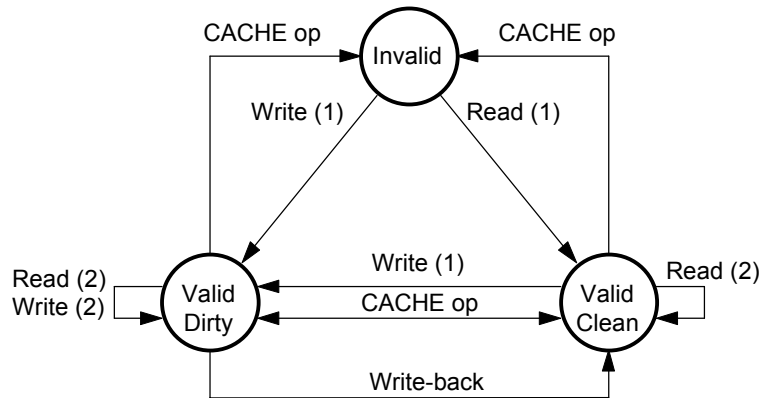 CACHE op
CACHE op
Invalid
Write (1)
Read (1)
Write (1)
Read (2)
Write (2)
Valid
Dirty
CACHE op
Valid
Clean
Read (2)
Write-back